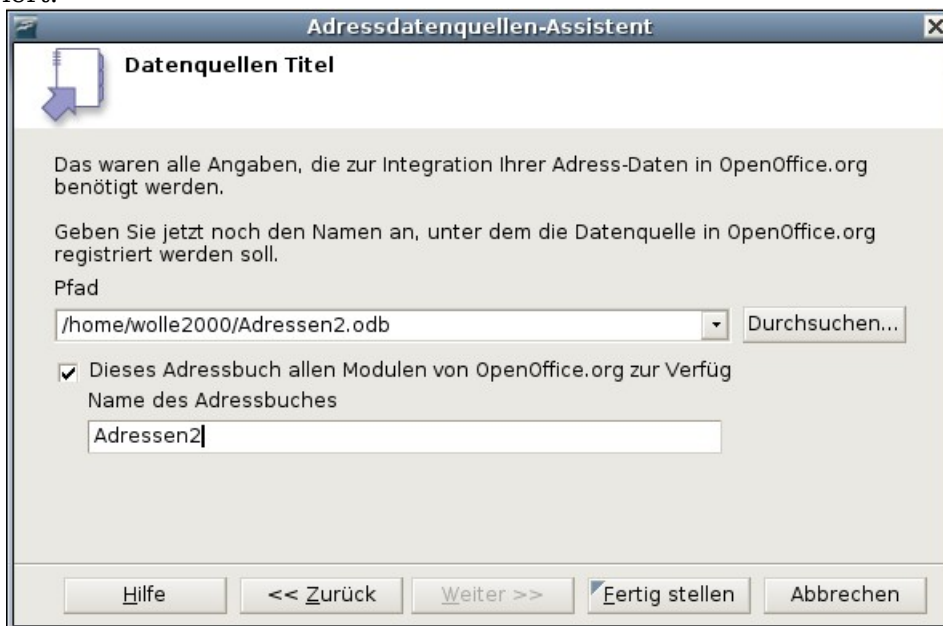 Adressdatenquellen-Assistent
Datenquellen Titel
Das waren alle Angaben, die zur Integration Ihrer Adress-Daten in OpenOffice.org
benötigt werden.
Geben Sie jetzt noch den Namen an, unter dem die Datenquelle in OpenOffice.org
registriert werden soll.
Pfad
/home/wolle2000/Adressen2.odb
Durchsuchen...
Dieses Adressbuch allen Modulen von OpenOffice.org zur Verfüg
Name des Adressbuches
Adressen2
Hilfe
<< Zurück
Weiter >>
Fertig stellen
Abbrechen